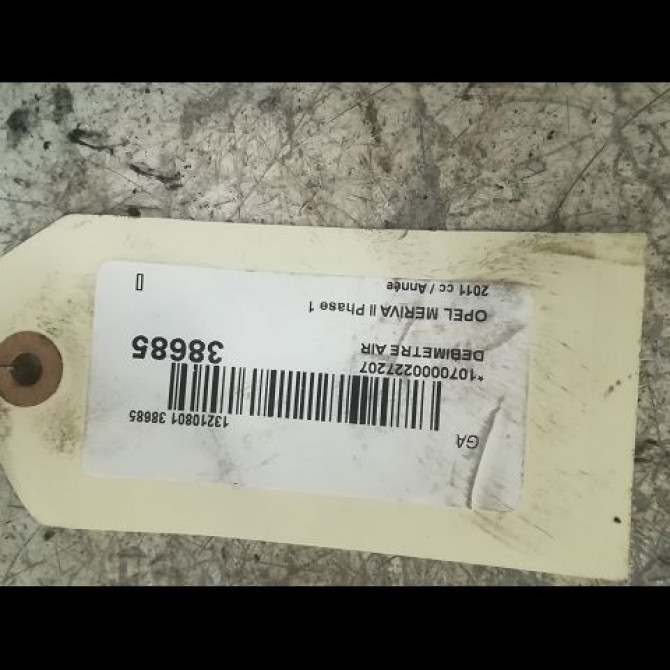 GA
13210801 38685
*1070000227207
DEBIMETRE AIR
38685
OPEL MERIVA II Phase 1
2011 cc / Année